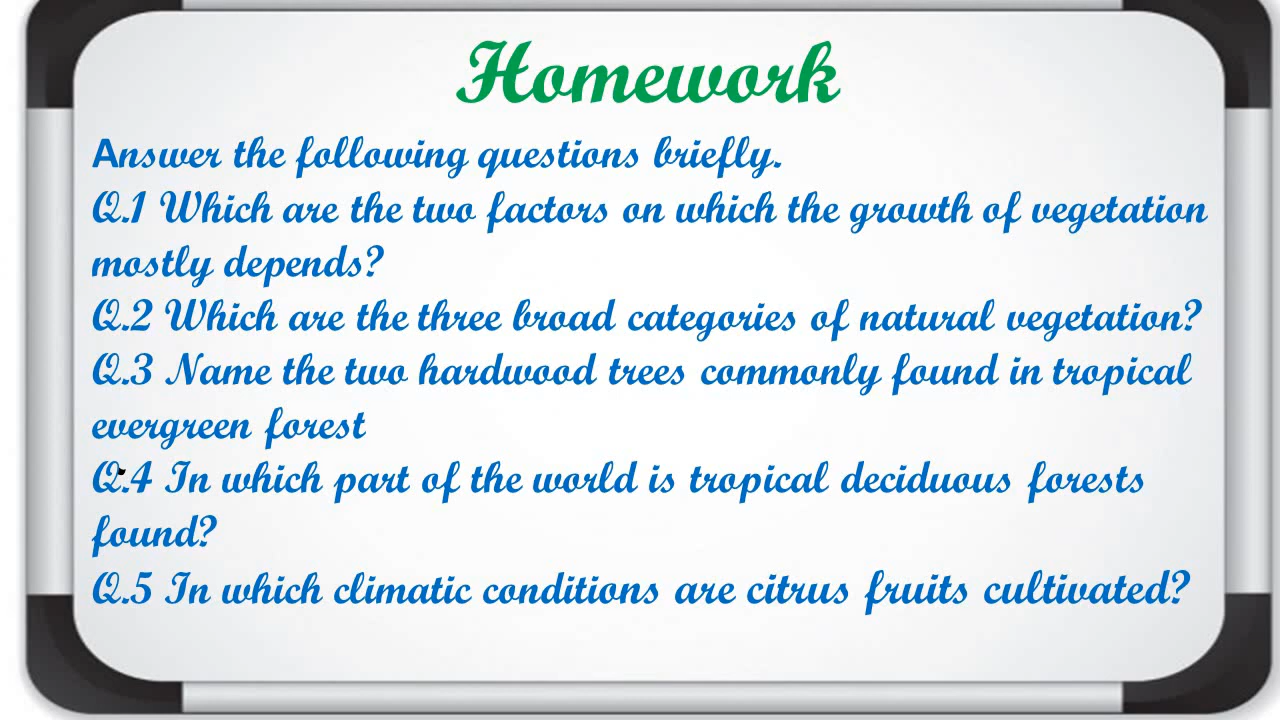 Homework
Answer the following questions briefly.
Q.1 Which are the two factors on which the growth of vegetation
mostly depends?
Q.2 Which are the three broad categories of natural vegetation?
Q.3 Name the two hardwood trees commonly found in tropical
evergreen forest
Q.4 In which part of the world is tropical deciduous forests
found?
Q.5 In which climatic conditions are citrus fruits cultivated?